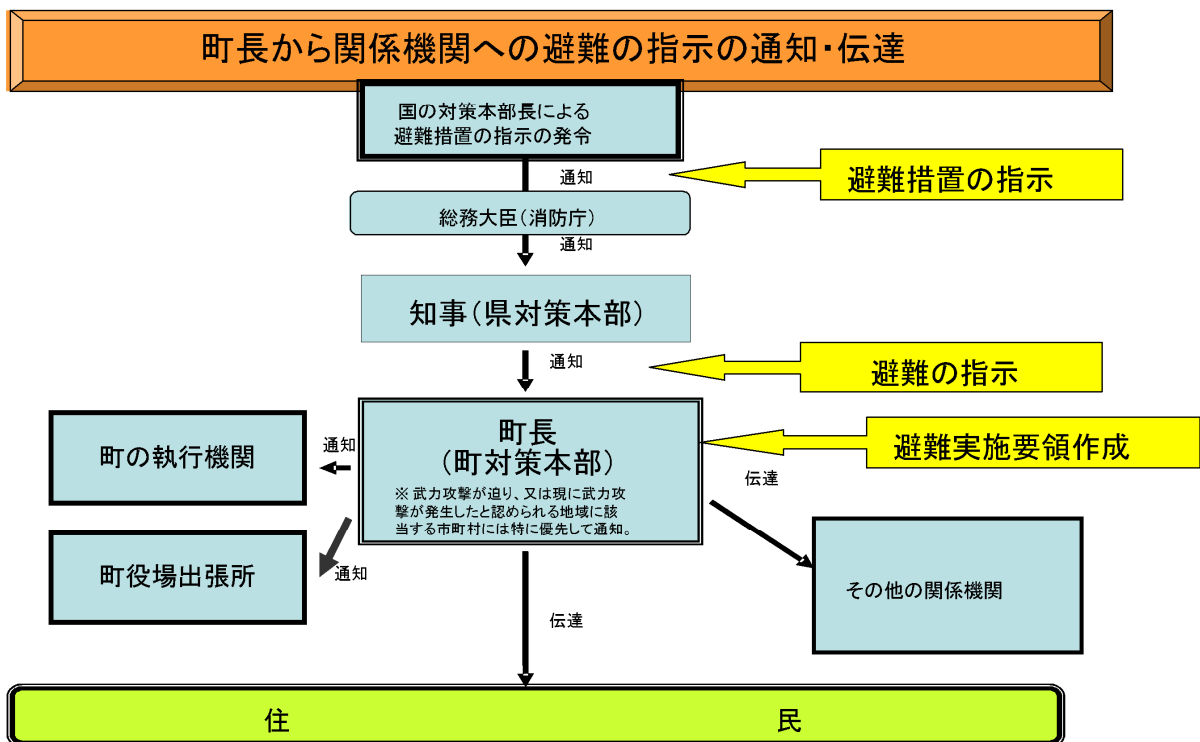 町長から関係機関への避難の指示の通知・伝達
国の対策本部長による
避難措置の指示の発令
通知
避難措置の指示
総務大臣（消防庁）
通知
知事（県対策本部）
通知
避難の指示
町長
（町対策本部）
※ 武力攻撃が迫り、又は現に武力攻
撃が発生したと認められる地域に該
当する市町村には特に優先して通知。
避難実施要領作成
通知
町の執行機関
伝達
町役場出張所
通知
その他の関係機関
伝達
住 民